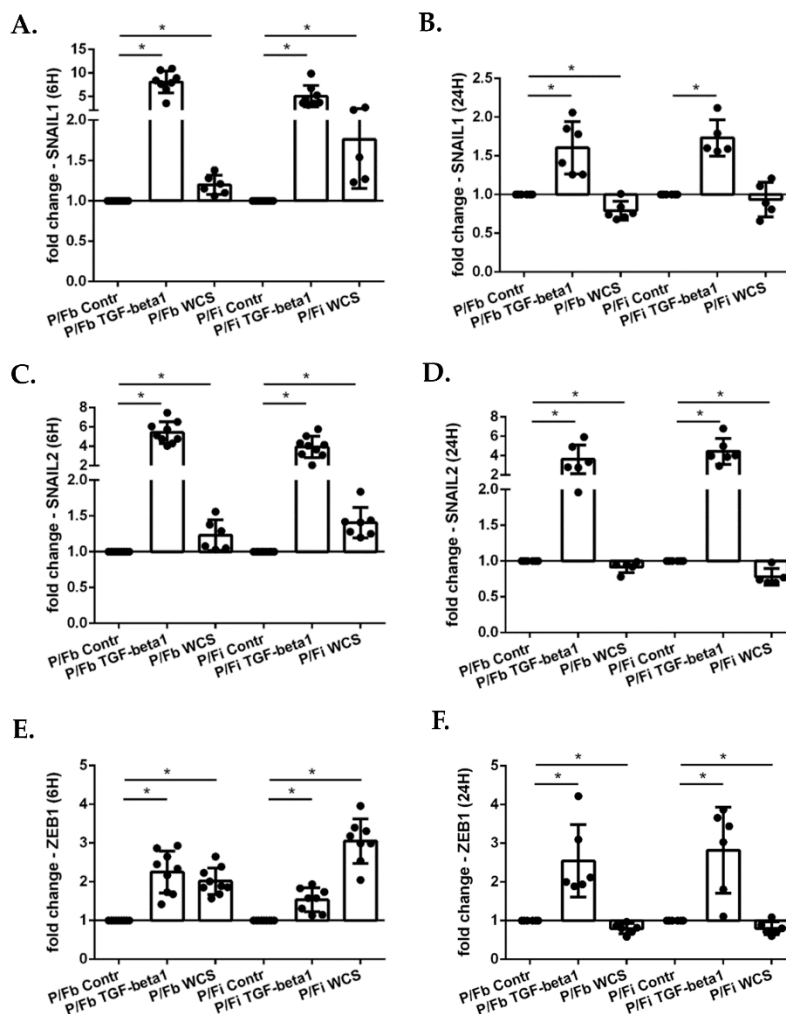 A.
fold change - SNAIL1 (6H)
15
10
5
2.0
1.5
1.0
0.5
0.0
*
*
*
*
P/Fb Contr
P/Fb TGF-beta1
P/Fb WCS
P/Fi Contr
P/Fi TGF-beta1
P/Fi WCS
B.
fold change - SNAIL1 (24H)
2.5
2.0
1.5
1.0
0.5
0.0
*
*
*
P/Fb Contr
P/Fb TGF-beta1
P/Fb WCS
P/Fi Contr
P/Fi TGF-beta1
P/Fi WCS
C.
fold change - SNAIL2 (6H)
8
6
4
2
2.0
1.5
1.0
0.5
0.0
*
*
*
*
P/Fb Contr
P/Fb TGF-beta1
P/Fb WCS
P/Fi Contr
P/Fi TGF-beta1
P/Fi WCS
D.
fold change - SNAIL2 (24H)
8
6
4
2
2.0
1.5
1.0
0.5
0.0
*
*
*
*
P/Fb Contr
P/Fb TGF-beta1
P/Fb WCS
P/Fi Contr
P/Fi TGF-beta1
P/Fi WCS
E.
fold change - ZEB1 (6H)
5
4
3
2
1
0
*
*
*
*
P/Fb Contr
P/Fb TGF-beta1
P/Fb WCS
P/Fi Contr
P/Fi TGF-beta1
P/Fi WCS
F.
fold change - ZEB1 (24H)
5
4
3
2
1
0
*
*
*
*
P/Fb Contr
P/Fb TGF-beta1
P/Fb WCS
P/Fi Contr
P/Fi TGF-beta1
P/Fi WCS